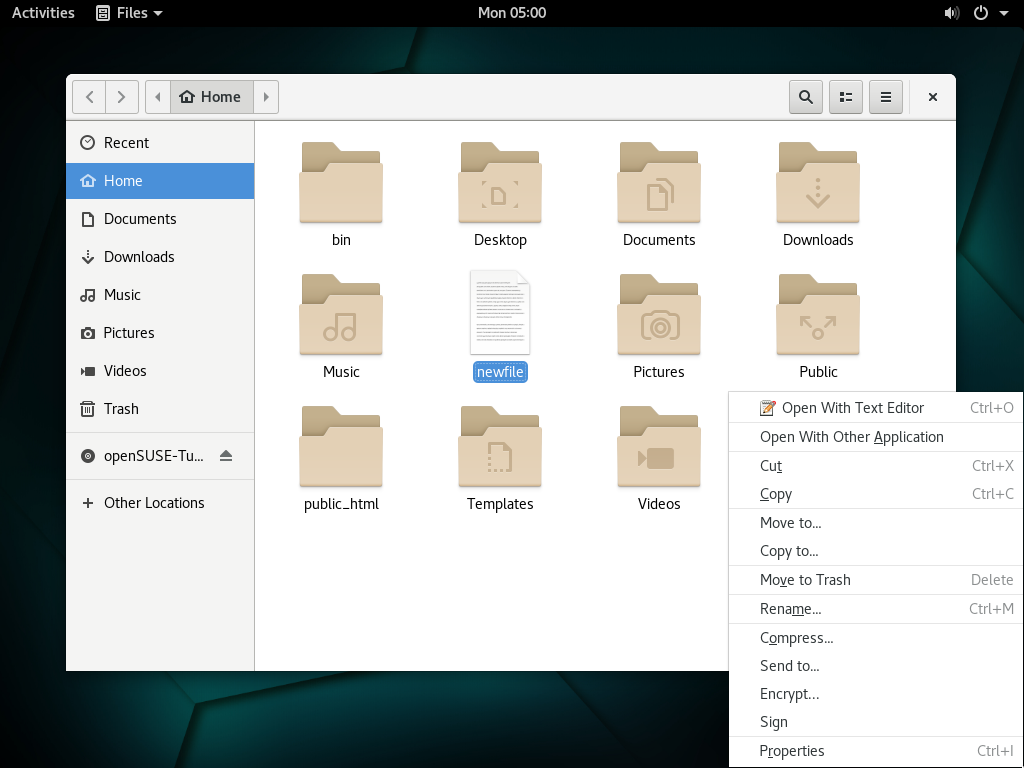 Activities Files Mon 05:00
Home
Recent
Home
Documents
Downloads
Music
Pictures
Videos
Trash
openSUSE-Tu...
Other Locations
bin Desktop Documents Downloads
Music newfile Pictures Public
public_html Templates Videos
Open With Text Editor Ctrl+O
Open With Other Application
Cut Ctrl+X
Copy Ctrl+C
Move to...
Copy to...
Move to Trash Delete
Rename... Ctrl+M
Compress...
Send to...
Encrypt...
Sign
Properties Ctrl+I